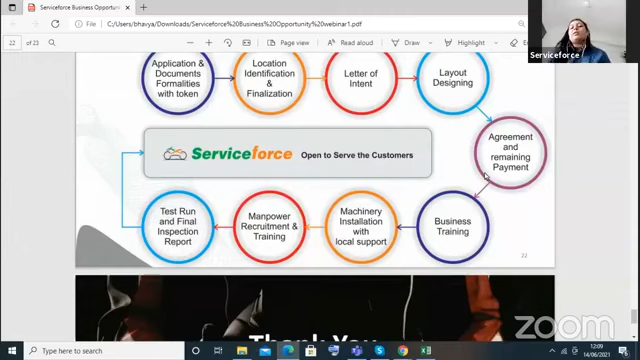 Serviceforce Business Opportunity
C:/Users/bhavya/Downloads/Serviceforce%20Business%20Opportunity%20webinar1.pdf
22 of 23
Page view
Read aloud
Draw
Highlight
Serviceforce
Application &
Documents
Formalities
with token
Location
Identification
&
Finalization
Letter of
Intent
Layout
Designing
Agreement
and
remaining
Payment
Serviceforce Open to Serve the Customers
Test Run
and Final
Inspection
Report
Manpower
Recruitment &
Training
Machinery
Installation
with
local support
Business
Training
22
Thank You
zoom
Type here to search
12:09
14/06/2021